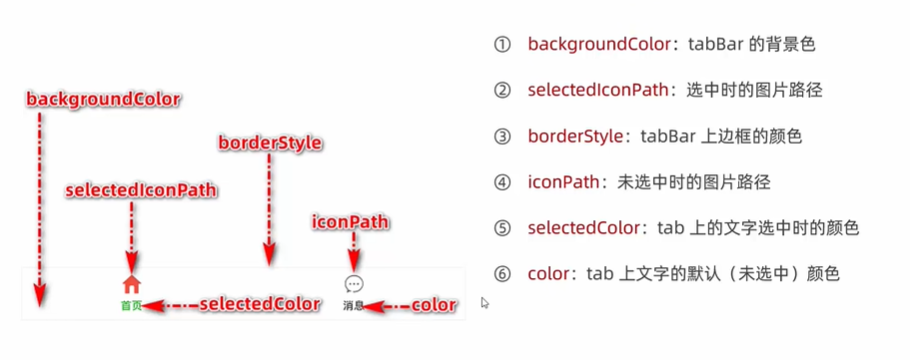 backgroundColor
borderStyle
selectedIconPath
iconPath
首页
selectedColor
消息
color
① backgroundColor：tabBar 的背景色
② selectedIconPath：选中时的图片路径
③ borderStyle：tabBar 上边框的颜色
④ iconPath：未选中时的图片路径
⑤ selectedColor：tab 上的文字选中时的颜色
⑥ color：tab 上文字的默认（未选中）颜色